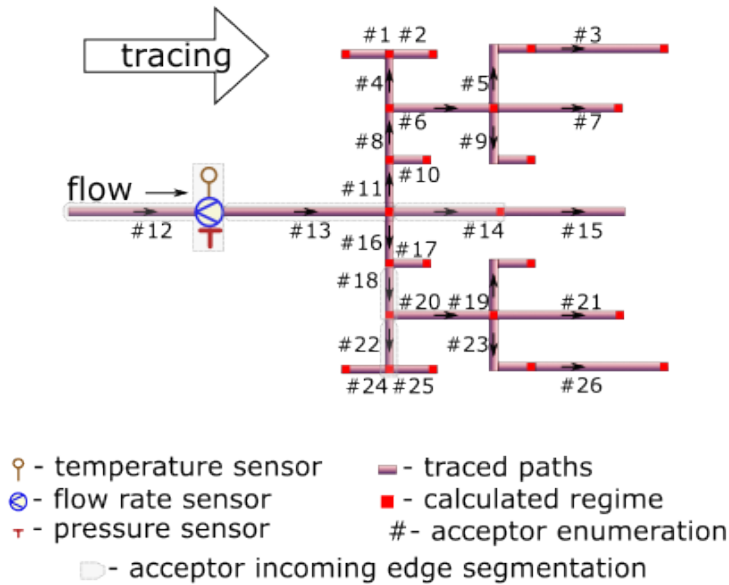 tracing
#1 #2
#3
#4
#5
#6
#7
#8
#9
#10
flow
#11
#12
#13
#14
#15
#16
#17
#18
#20 #19
#21
#22
#23
#24 #25
#26
- temperature sensor
- traced paths
- flow rate sensor
- calculated regime
- pressure sensor
#- acceptor enumeration
- acceptor incoming edge segmentation